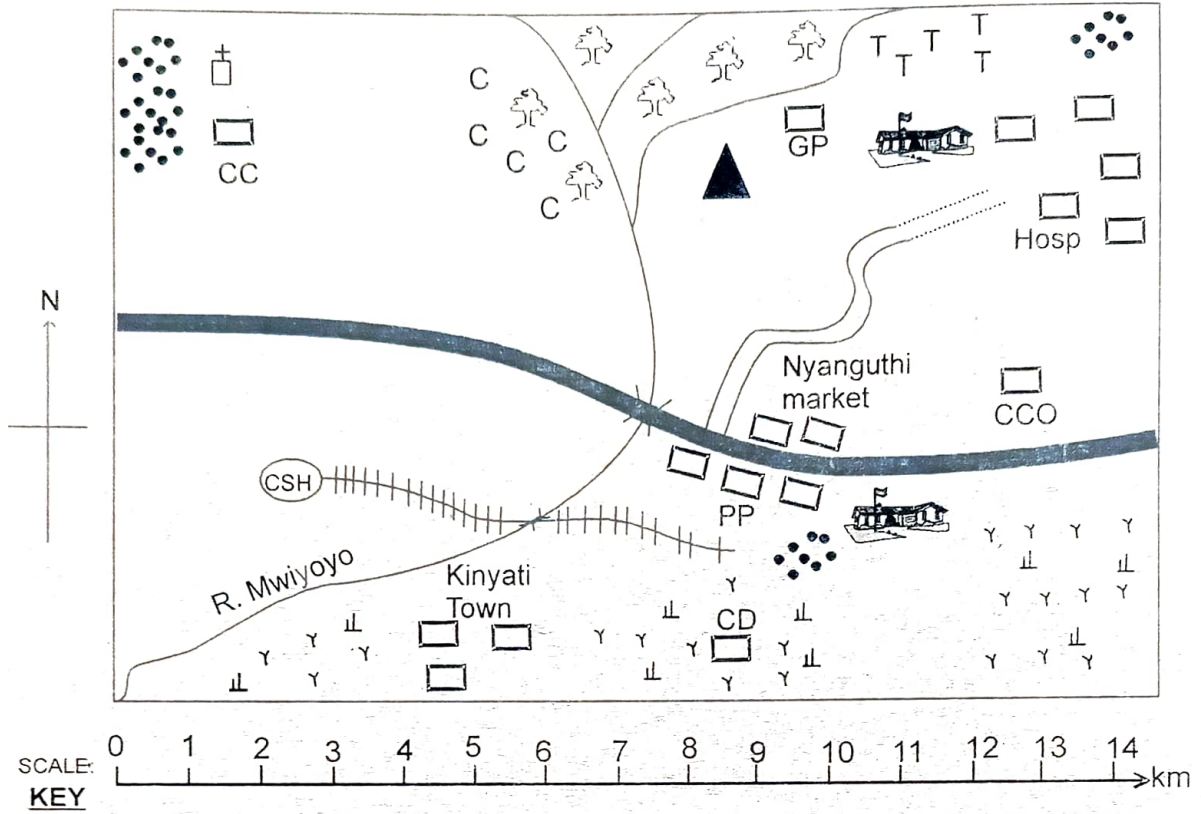 T T T T T
C C C C C
GP
CC
Hosp
N
Nyanguthi
market
CCO
CSH
PP
R. Mwiyoyo
Kinyati
Town
CD
0 1 2 3 4 5 6 7 8 9 10 11 12 13 14
SCALE: km
KEY